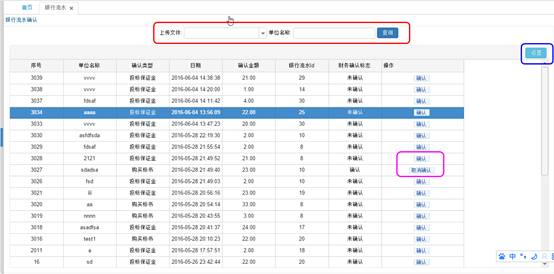 首页 银行流水
银行流水确认
上传文件: 单位名称: 查询
设置
序号 单位名称 确认类型 日期 确认金额 银行流水id 财务确认标志 操作
3039 vvvv 投标保证金 2016-06-04 14:38:38 21.00 29 未确认 确认
3038 vvvv 投标保证金 2016-06-04 14:20:00 1.00 14 未确认 确认
3037 fdsaf 投标保证金 2016-06-04 14:11:42 4.00 30 未确认 确认
3034 aaaa 投标保证金 2016-06-04 13:56:09 22.00 25 未确认 确认
3033 vvvv 投标保证金 2016-06-04 13:47:23 20.00 30 未确认 确认
3030 asfdfsda 投标保证金 2016-05-28 22:19:30 2.00 10 未确认 确认
3029 fdsaf 投标保证金 2016-05-28 21:55:54 2.00 8 未确认 确认
3028 2121 投标保证金 2016-05-28 21:49:52 21.00 8 未确认 确认
3027 sdadsa 购买标书 2016-05-28 21:49:40 23.00 10 确认 取消确认
3026 fsd 投标保证金 2016-05-28 21:49:03 2.00 10 未确认 确认
3021 iii 投标保证金 2016-05-28 20:56:16 23.00 19 未确认 确认
3020 aa 购买标书 2016-05-28 20:54:14 33.00 8 未确认 确认
3019 nnnn 投标保证金 2016-05-28 20:43:55 3.00 8 未确认 确认
3018 asadfsa 投标保证金 2016-05-28 20:41:37 24.00 17 未确认 确认
3016 test1 购买标书 2016-05-28 20:10:23 22.00 20 未确认 确认
2011 a 投标保证金 2016-05-28 17:57:51 2.00 18 未确认 确认
16 sd 投标保证金 2016-05-26 23:42:44 22.00 20 未确认 确认
中